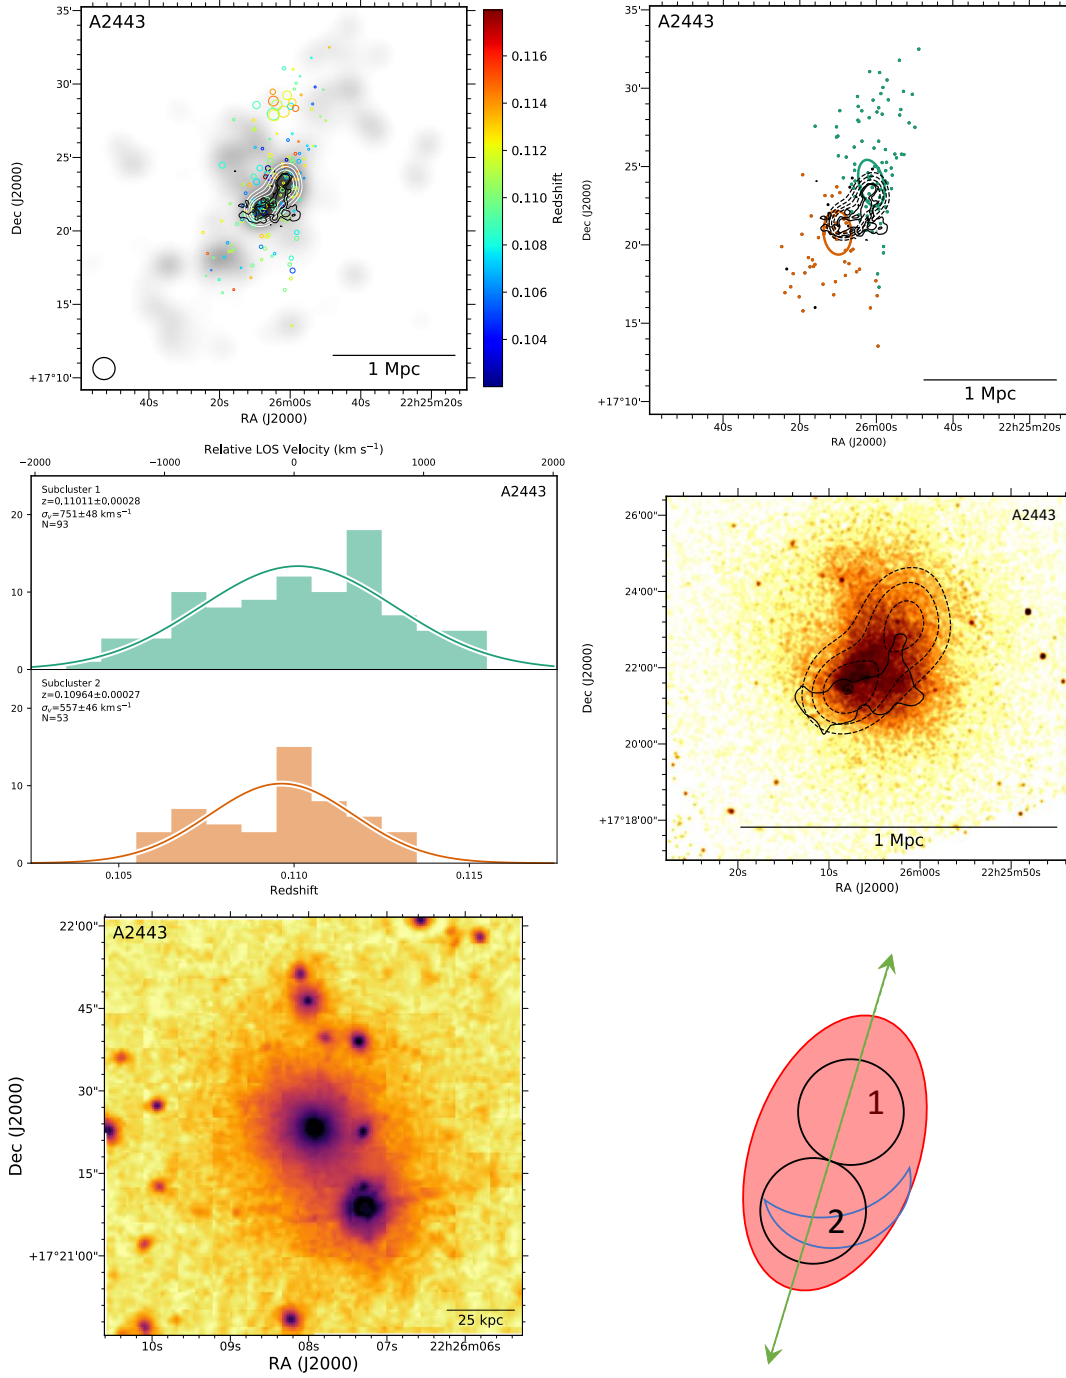 A2443
35'
30'
25'
20'
15'
+17°10'
Dec (J2000)
40s
20s
26m00s
40s
22h25m20s
RA (J2000)
1 Mpc
0.116
0.114
0.112
0.110
0.108
0.106
0.104
Redshift
A2443
35'
30'
25'
20'
15'
+17°10'
Dec (J2000)
40s
20s
26m00s
40s
22h25m20s
RA (J2000)
1 Mpc
Relative LOS Velocity (km s⁻¹)
−2000
−1000
0
1000
2000
A2443
Subcluster 1
z=0.11011±0.00028
σᵥ=751±48 km s⁻¹
N=93
20
10
0
Subcluster 2
z=0.10964±0.00027
σᵥ=557±46 km s⁻¹
N=53
20
10
0
0.105
0.110
0.115
Redshift
A2443
26'00"
24'00"
22'00"
20'00"
+17°18'00"
Dec (J2000)
1 Mpc
20s
10s
26m00s
22h25m50s
RA (J2000)
A2443
22'00"
45"
30"
15"
+17°21'00"
Dec (J2000)
25 kpc
10s
09s
08s
07s
22h26m06s
RA (J2000)
1
2